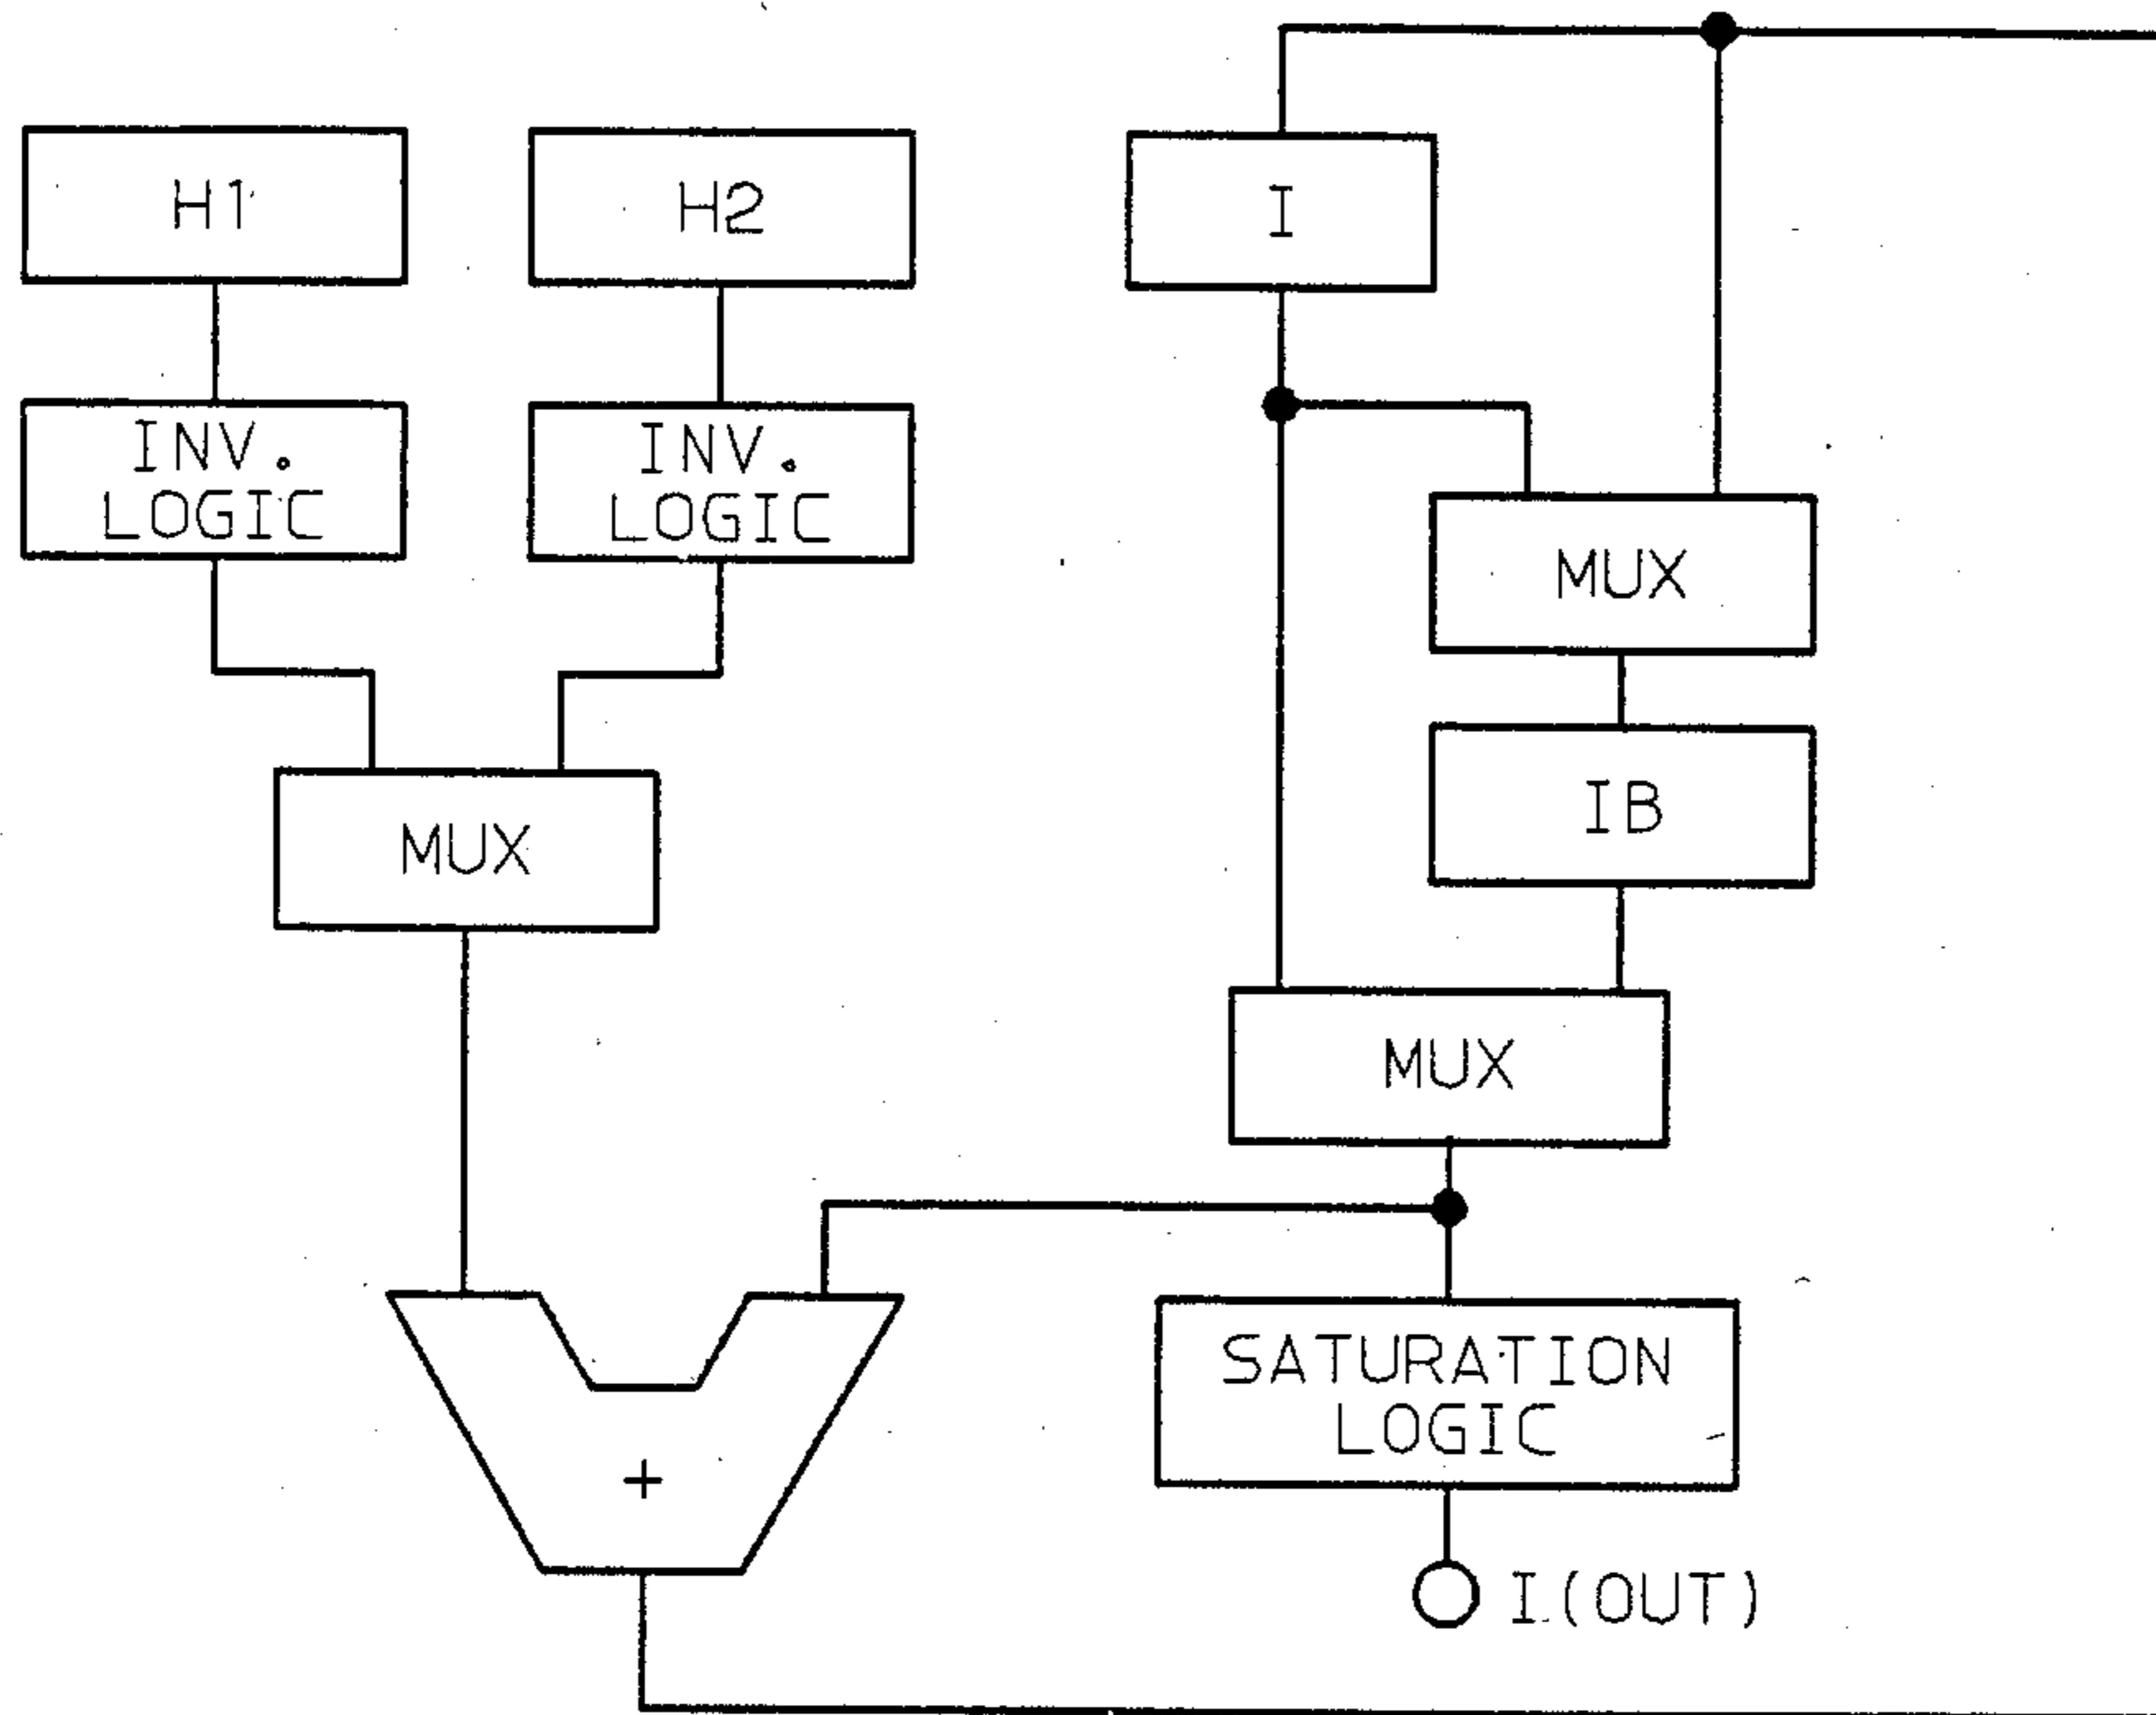 H1
H2
I
INV.
LOGIC
INV.
LOGIC
MUX
IB
MUX
MUX
SATURATION
LOGIC
+
I(OUT)